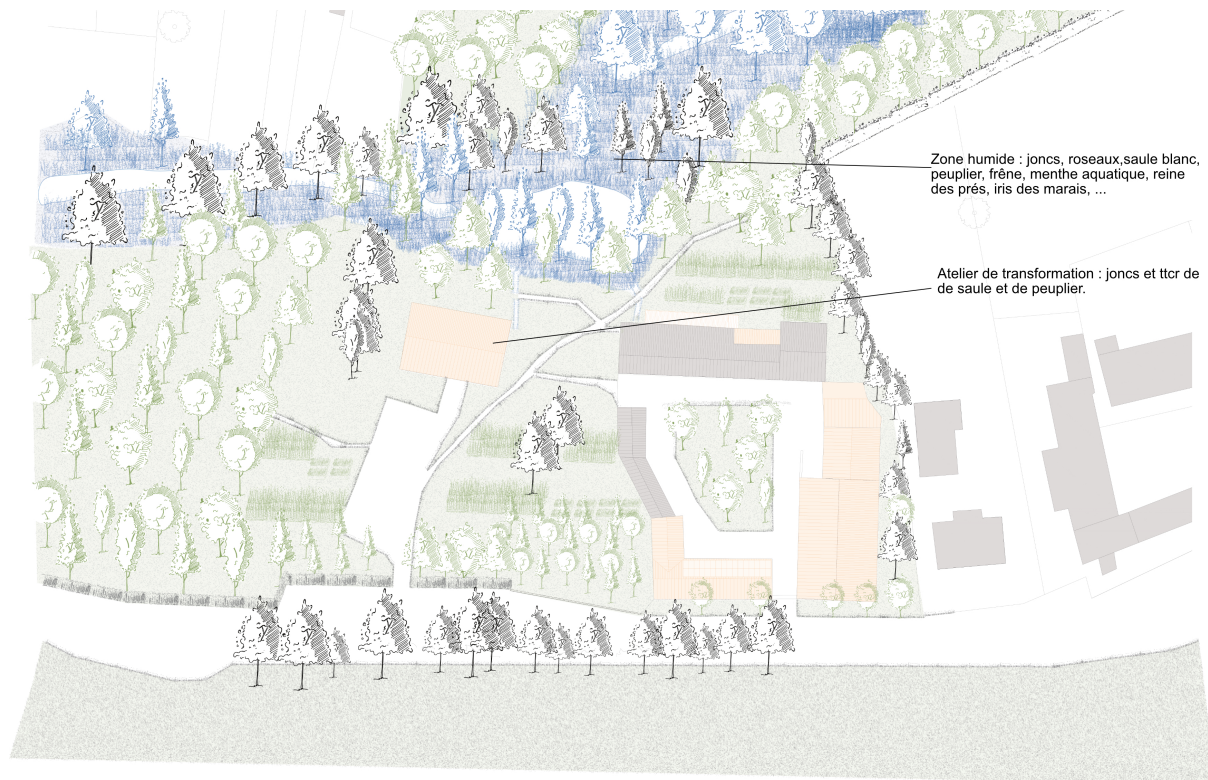 Zone humide : joncs, roseaux,saule blanc,
peuplier, frêne, menthe aquatique, reine
des prés, iris des marais, ...
Atelier de transformation : joncs et ttcr de
de saule et de peuplier.